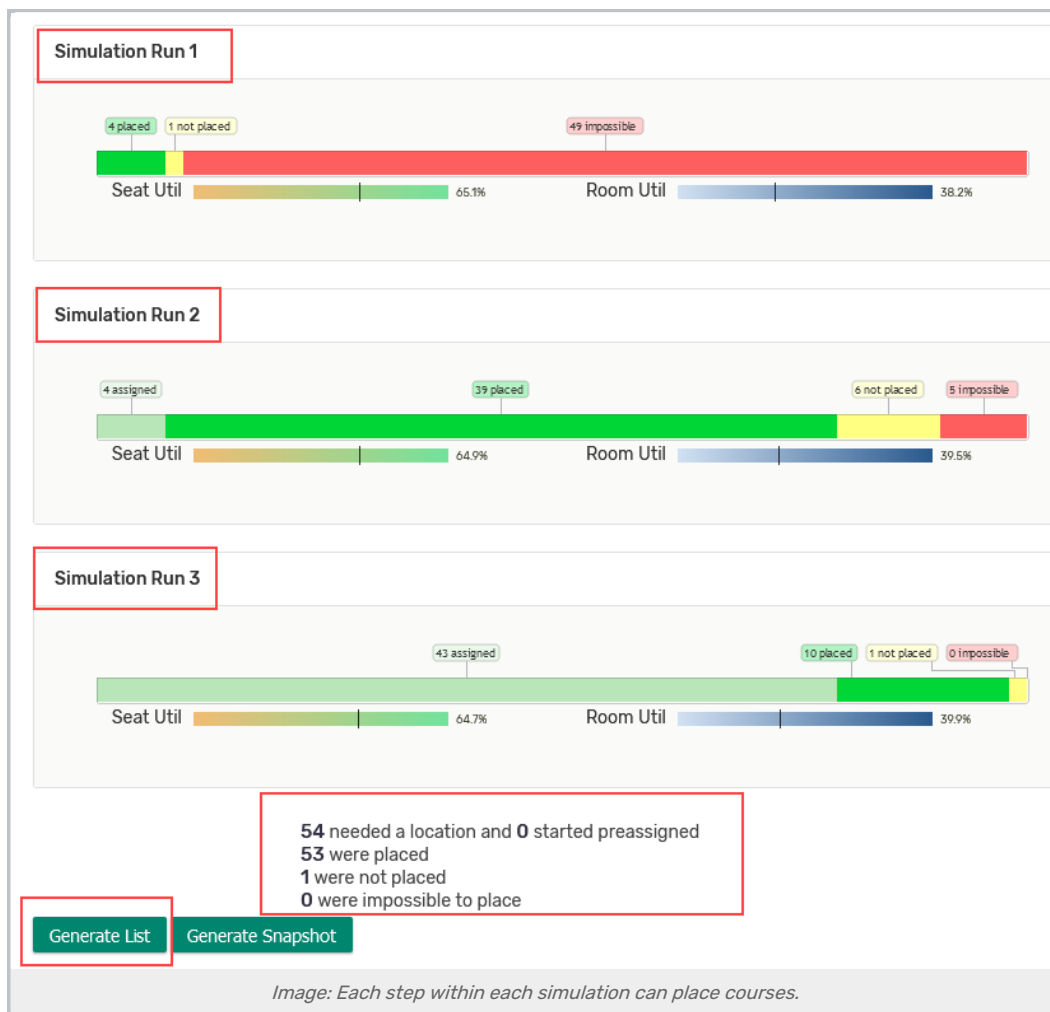 Simulation Run 1
4 placed 1 not placed 49 impossible
Seat Util 65.1% Room Util 38.2%
Simulation Run 2
4 assigned 39 placed 6 not placed 5 impossible
Seat Util 64.9% Room Util 39.5%
Simulation Run 3
43 assigned 10 placed 1 not placed 0 impossible
Seat Util 64.7% Room Util 39.9%
54 needed a location and 0 started preassigned
53 were placed
1 were not placed
0 were impossible to place
Generate List Generate Snapshot
Image: Each step within each simulation can place courses.